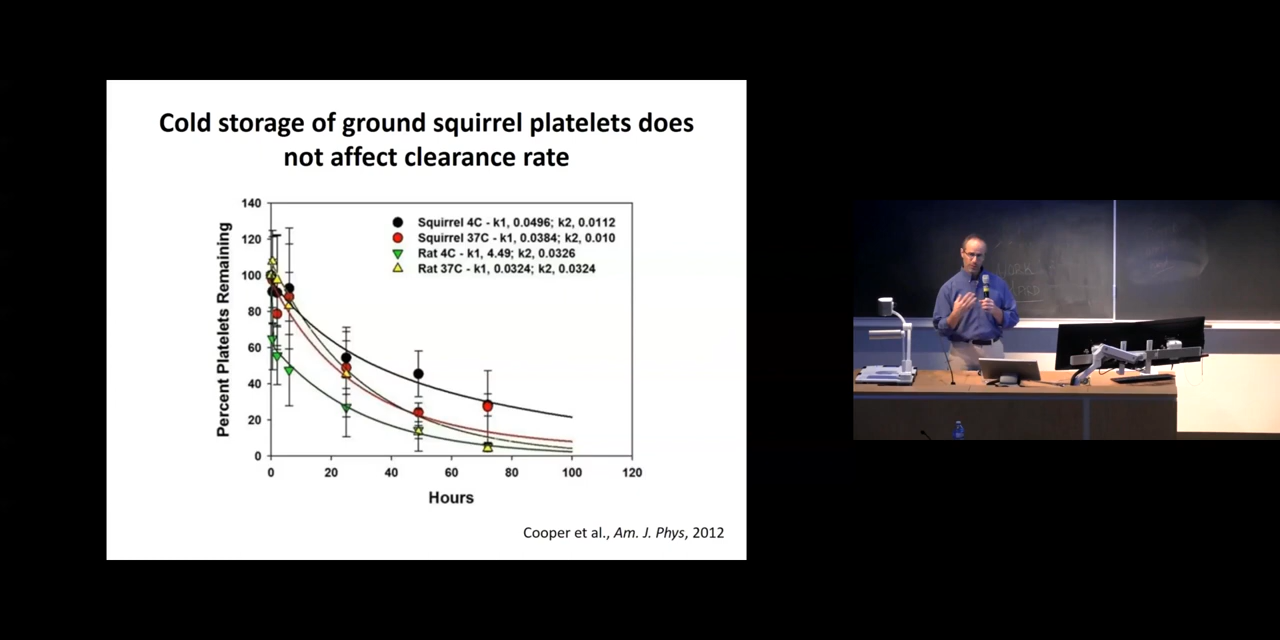 Cold storage of ground squirrel platelets does
not affect clearance rate
140
120
100
80
60
40
20
0
Percent Platelets Remaining
Squirrel 4C - k1, 0.0496; k2, 0.0112
Squirrel 37C - k1, 0.0384; k2, 0.010
Rat 4C - k1, 4.49; k2, 0.0326
Rat 37C - k1, 0.0324; k2, 0.0324
0 20 40 60 80 100 120
Hours
Cooper et al., Am. J. Phys, 2012